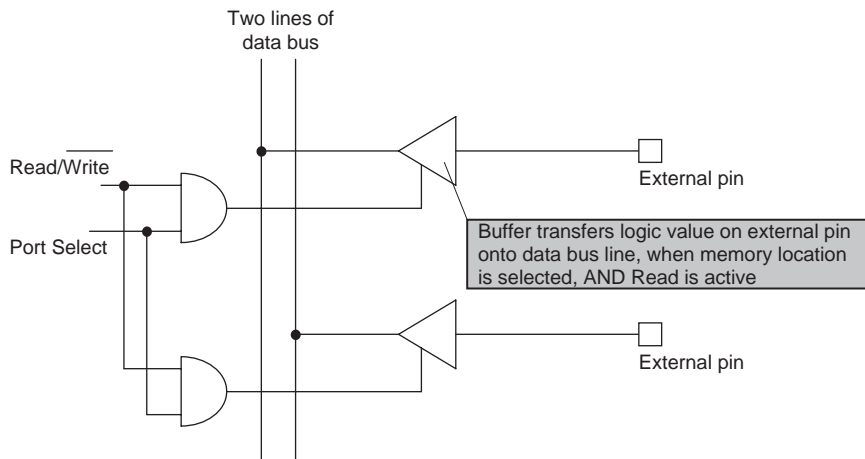 Two lines of
data bus
Read/Write
External pin
Port Select
Buffer transfers logic value on external pin
onto data bus line, when memory location
is selected, AND Read is active
External pin